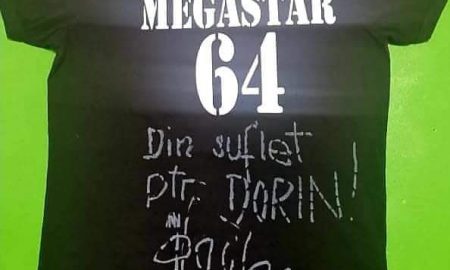 MEGASTAR
64
Din suflet
ptr. DORIN!